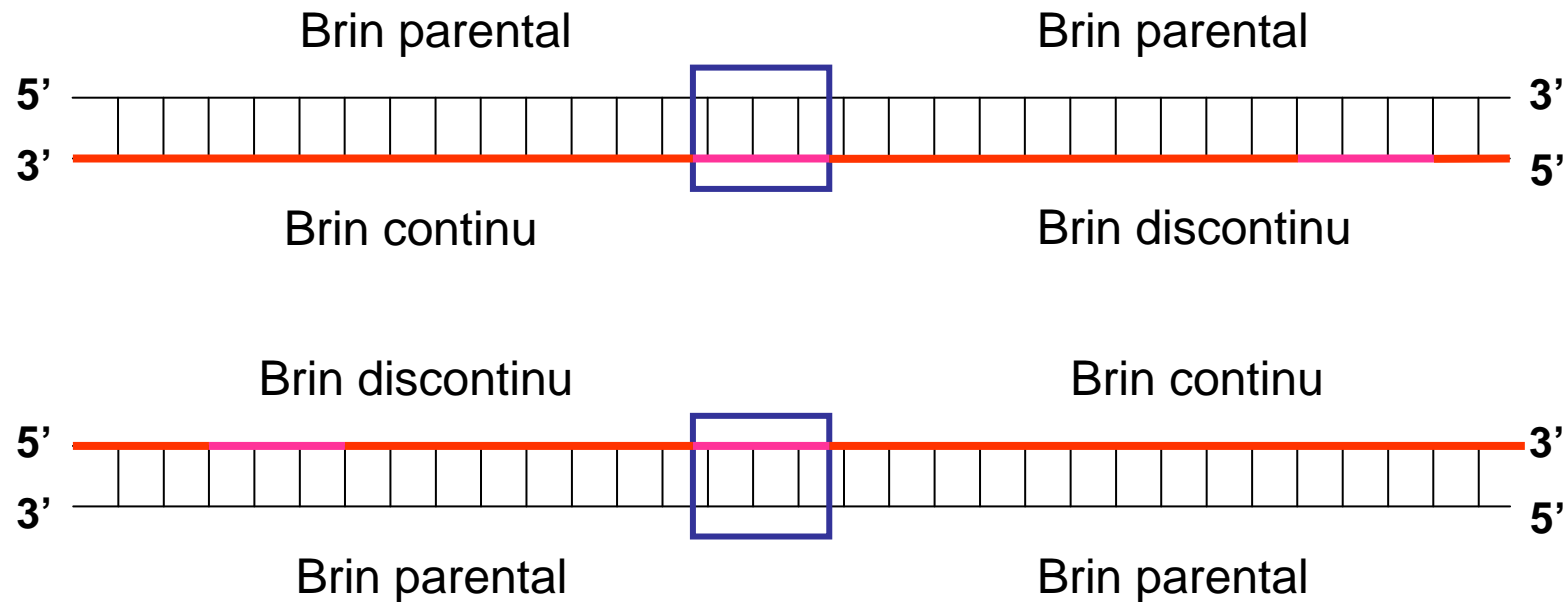 Brin parental Brin parental
5’ 3’
3’ 5’
Brin continu Brin discontinu
Brin discontinu Brin continu
5’ 3’
3’ 5’
Brin parental Brin parental